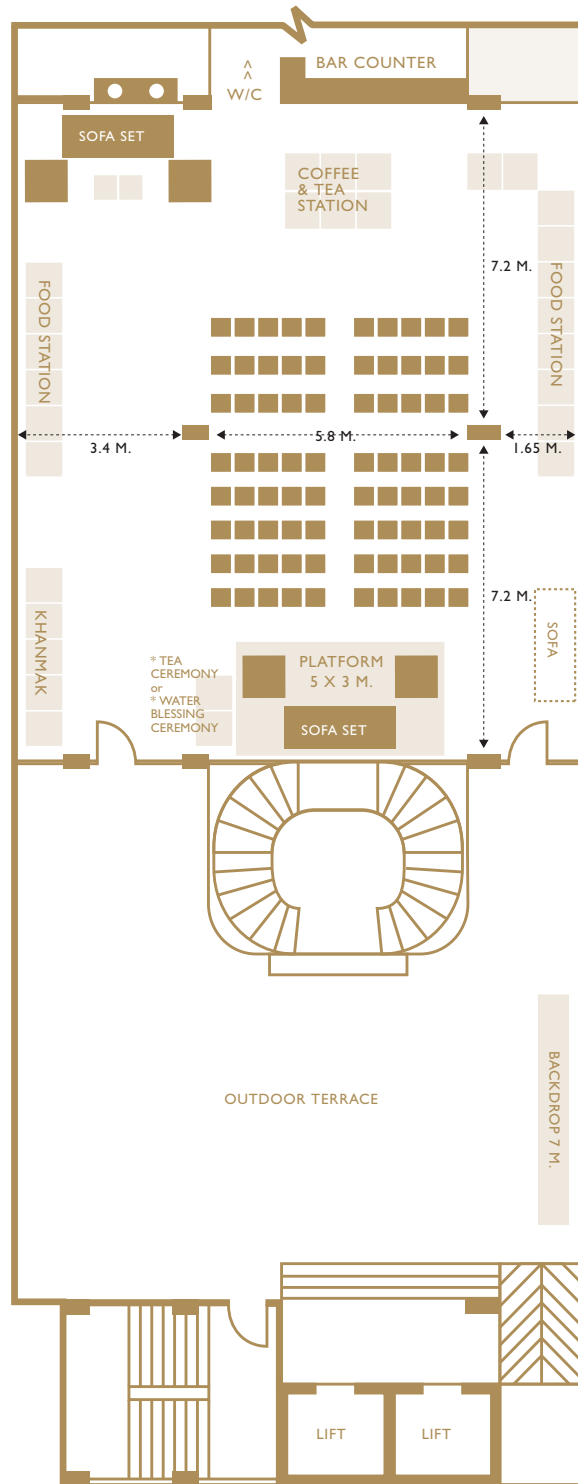 BAR COUNTER
^
^
W/C
SOFA SET
COFFEE
& TEA
STATION
7.2 M.
FOOD STATION
FOOD STATION
3.4 M.
5.8 M.
1.65 M.
7.2 M.
KHANMAK
SOFA
* TEA
CEREMONY
or
* WATER
BLESSING
CEREMONY
PLATFORM
5 X 3 M.
SOFA SET
BACKDROP 7 M.
OUTDOOR TERRACE
LIFT
LIFT